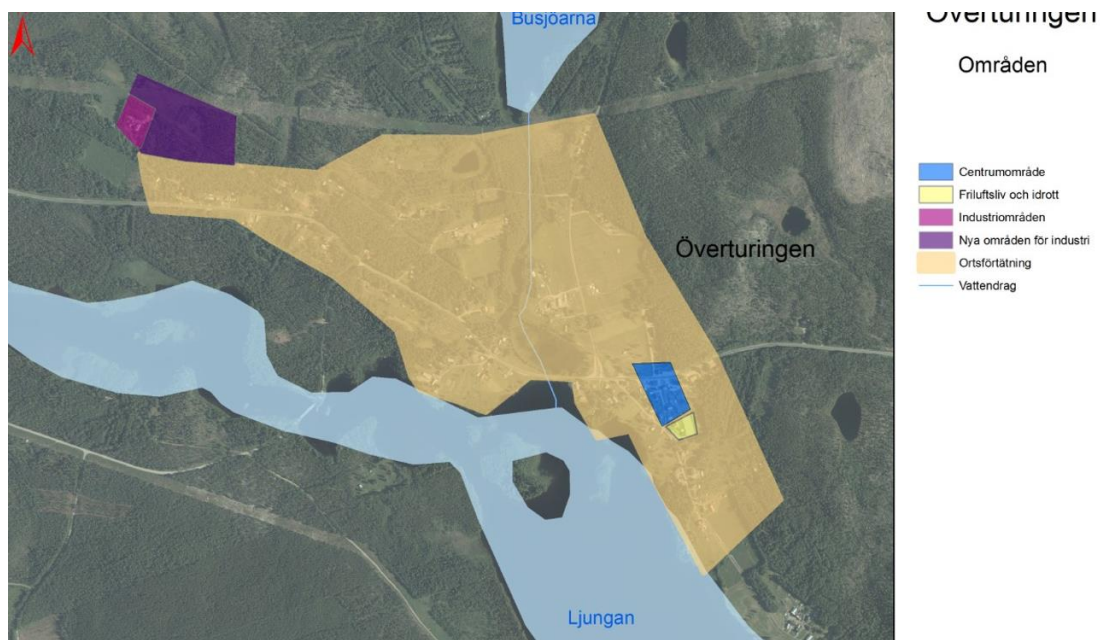 Busjöarna
Överturingen
Ljungan
Överturingen
Områden
Centrumområde
Friluftsliv och idrott
Industriområden
Nya områden för industri
Ortsförtätning
Vattendrag